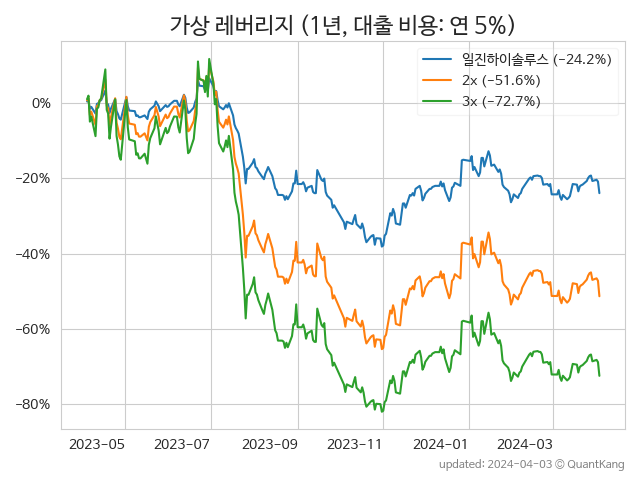 가상 레버리지 (1년, 대출 비용: 연 5%)
일진하이솔루스 (−24.2%)
2x (−51.6%)
3x (−72.7%)
0%
−20%
−40%
−60%
−80%
2023-05 2023-07 2023-09 2023-11 2024-01 2024-03
updated: 2024-04-03 © QuantKang